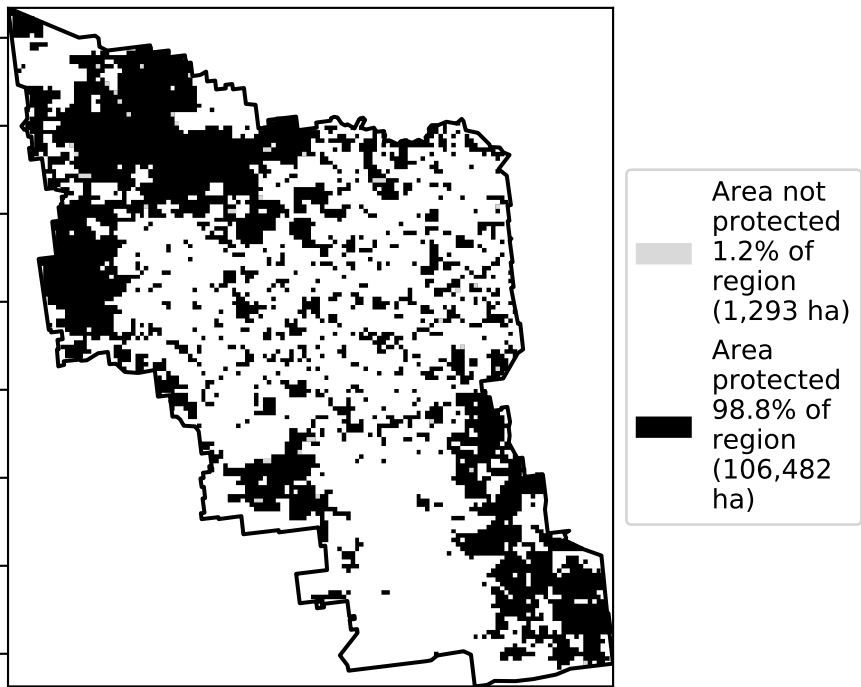 Area not
protected
1.2% of
region
(1,293 ha)
Area
protected
98.8% of
region
(106,482
ha)